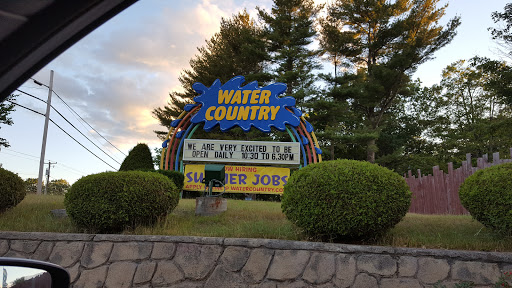 WATER
COUNTRY
WE ARE VERY EXCITED TO BE
OPEN DAILY 10:30 TO 6:30PM
NOW HIRING
SUMMER JOBS
WATERCOUNTRY.COM